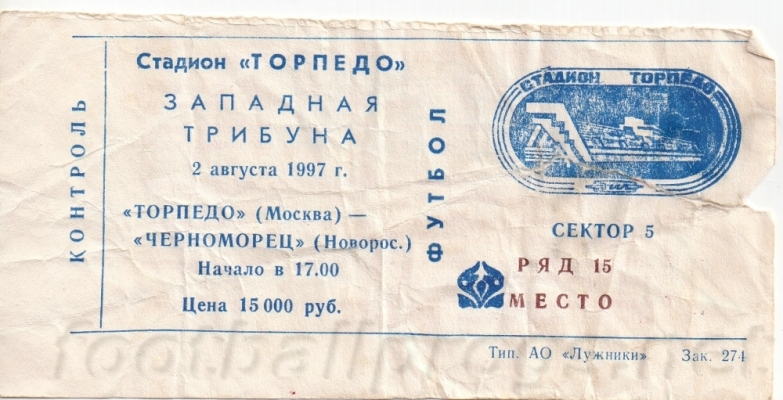 КОНТРОЛЬ
Стадион «ТОРПЕДО»
ЗАПАДНАЯ
ТРИБУНА
2 августа 1997 г.
«ТОРПЕДО» (Москва) —
«ЧЕРНОМОРЕЦ» (Новорос.)
Начало в 17.00
Цена 15 000 руб.
ФУТБОЛ
СТАДИОН ТОРПЕДО
СЕКТОР 5
РЯД 15
МЕСТО
Тип. АО «Лужники» Зак. 274